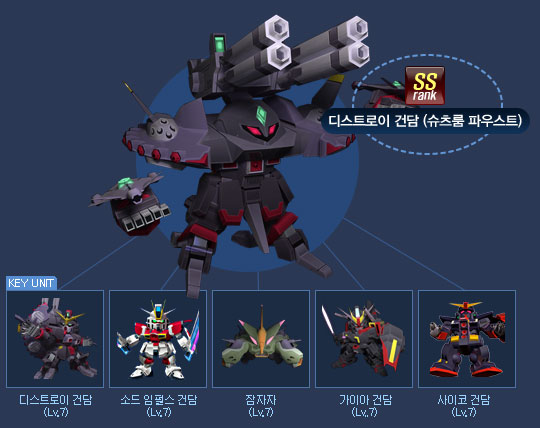 SS
rank
디스트로이 건담 (슈츠룸 파우스트)
KEY UNIT
디스트로이 건담
(Lv.7)
소드 임펄스 건담
(Lv.7)
잠자자
(Lv.7)
가이아 건담
(Lv.7)
사이코 건담
(Lv.7)